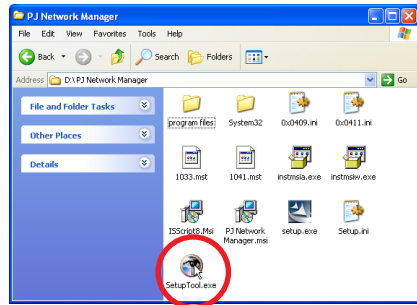 PJ Network Manager
File Edit View Favorites Tools Help
Back Search Folders
Address D:\PJ Network Manager Go
File and Folder Tasks
Other Places
Details
program files System32 0x0409.ini 0x0411.ini
1033.mst 1041.mst instmsia.exe instmsiw.exe
ISScript8.Msi PJ Network Manager.msi setup.exe Setup.ini
SetupTool.exe